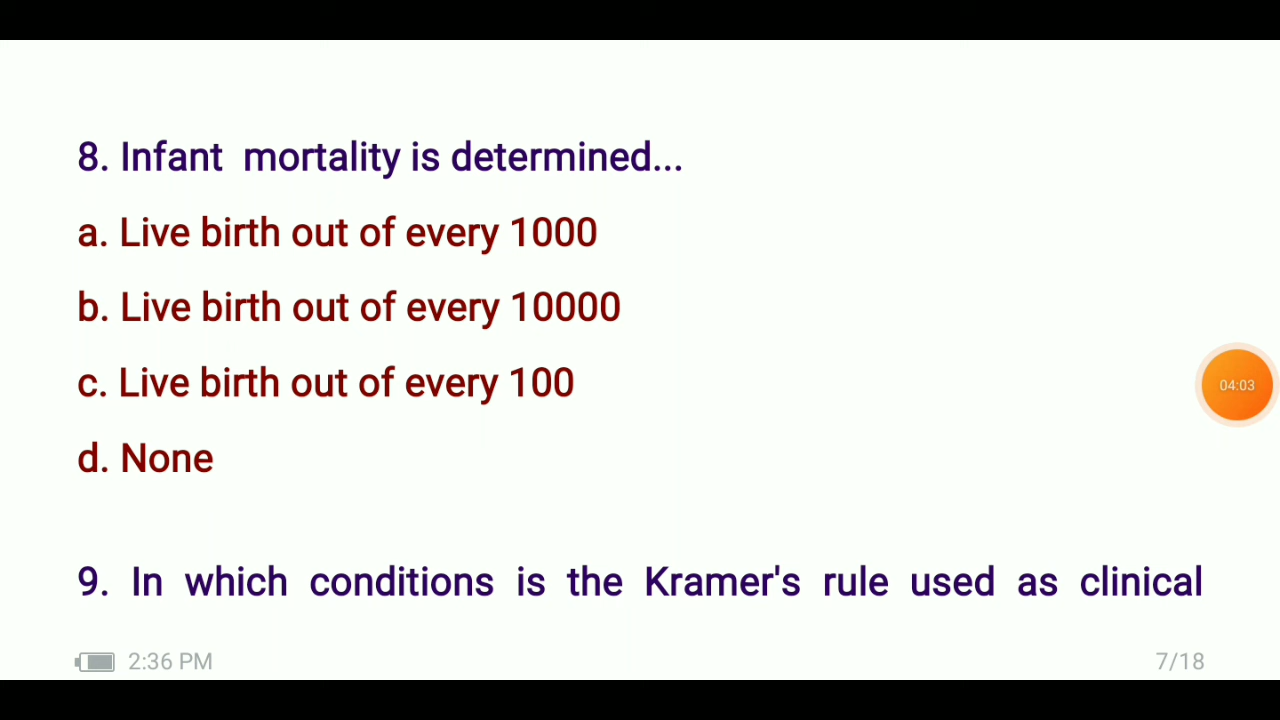 8. Infant mortality is determined...
a. Live birth out of every 1000
b. Live birth out of every 10000
c. Live birth out of every 100
d. None
9. In which conditions is the Kramer's rule used as clinical
04:03
2:36 PM
7/18